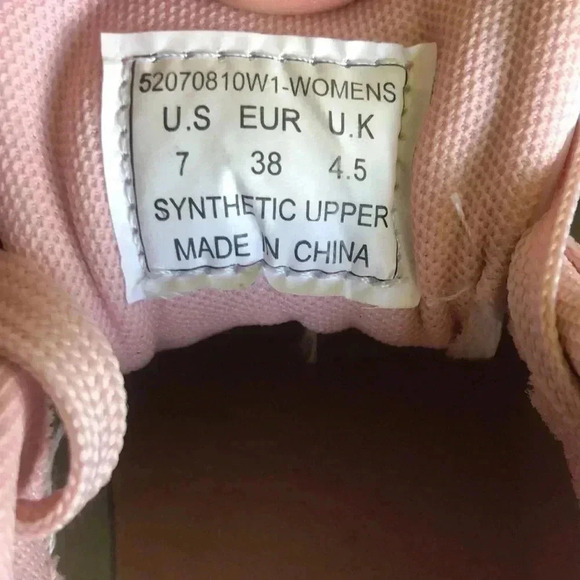 52070810W1-WOMENS
U.S EUR U.K
7 38 4.5
SYNTHETIC UPPER
MADE IN CHINA